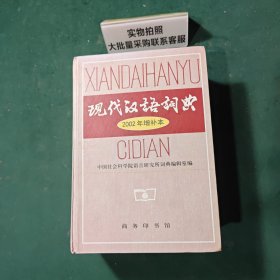 实物拍照
大批量采购联系客服
XIANDAIHANYU
现代汉语词典
2002年增补本
CIDIAN
中国社会科学院语言研究所词典编辑室编
商务印书馆